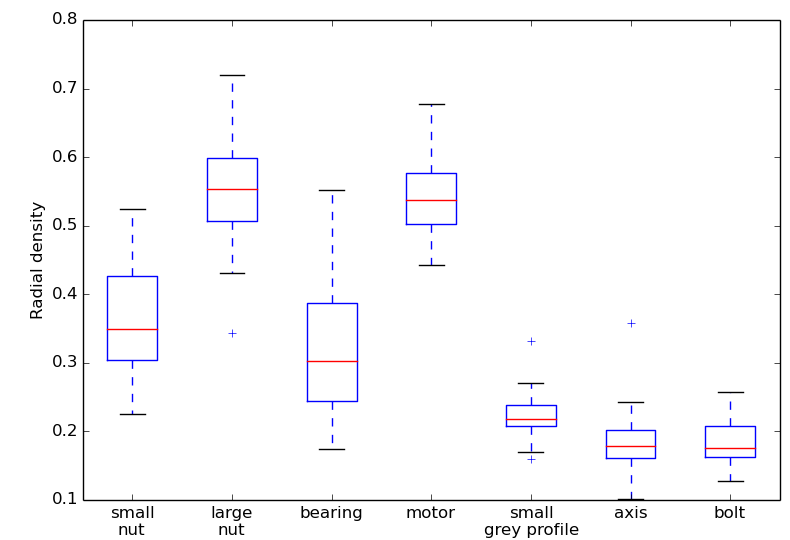 0.8
0.7
0.6
0.5
0.4
0.3
0.2
0.1
Radial density
small
nut
large
nut
bearing
motor
small
grey profile
axis
bolt